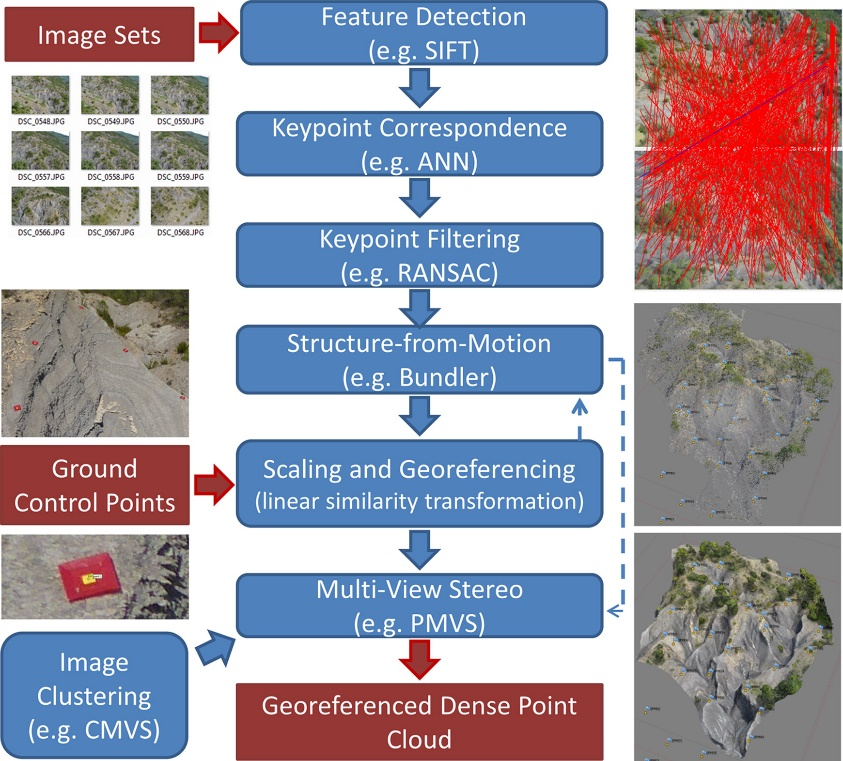 Image Sets
Feature Detection
(e.g. SIFT)
DSC_0548.JPG DSC_0549.JPG DSC_0550.JPG
DSC_0557.JPG DSC_0558.JPG DSC_0559.JPG
DSC_0566.JPG DSC_0567.JPG DSC_0568.JPG
Keypoint Correspondence
(e.g. ANN)
Keypoint Filtering
(e.g. RANSAC)
Structure-from-Motion
(e.g. Bundler)
Ground
Control Points
Scaling and Georeferencing
(linear similarity transformation)
Multi-View Stereo
(e.g. PMVS)
Image
Clustering
(e.g. CMVS)
Georeferenced Dense Point
Cloud